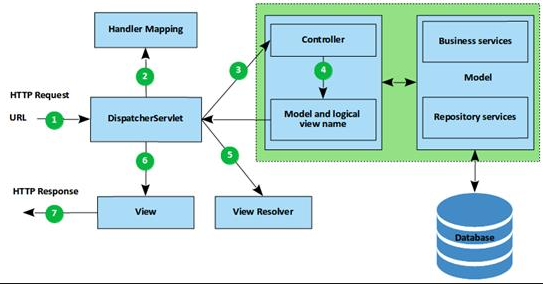 Handler Mapping
Controller
Business services
2
3
4
Model
HTTP Request
URL
1
DispatcherServlet
Model and logical
view name
Repository services
6
5
HTTP Response
7
View
View Resolver
Database